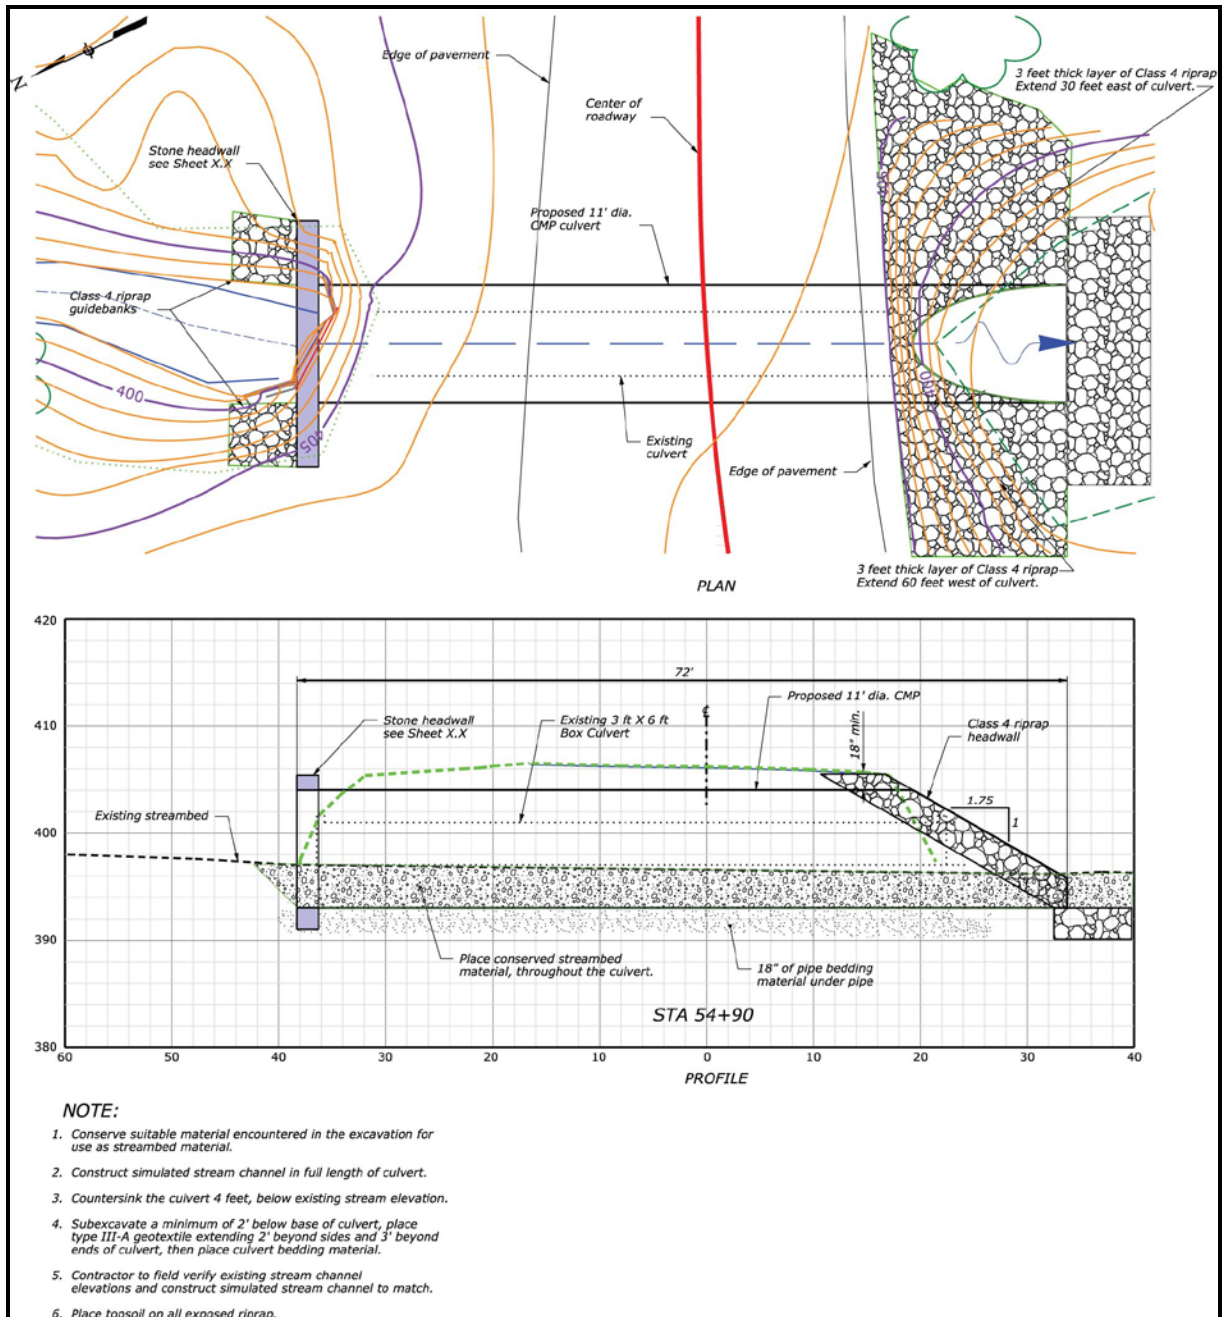 N
Edge of pavement
3 feet thick layer of Class 4 riprap
Extend 30 feet east of culvert.
Center of
roadway
Stone headwall
see Sheet X.X
Proposed 11' dia.
CMP culvert
Class 4 riprap
guidebanks
400
405
400
Existing
culvert
Edge of pavement
3 feet thick layer of Class 4 riprap
Extend 60 feet west of culvert.
PLAN
420
72'
Proposed 11' dia. CMP
410
Stone headwall
see Sheet X.X
Existing 3 ft X 6 ft
Box Culvert
℄
18" min.
Class 4 riprap
headwall
1.75
1
Existing streambed
400
390
Place conserved streambed
material, throughout the culvert.
18" of pipe bedding
material under pipe
STA 54+90
380
60 50 40 30 20 10 0 10 20 30 40
PROFILE
NOTE:
1. Conserve suitable material encountered in the excavation for
use as streambed material.
2. Construct simulated stream channel in full length of culvert.
3. Countersink the culvert 4 feet, below existing stream elevation.
4. Subexcavate a minimum of 2' below base of culvert, place
type III-A geotextile extending 2' beyond sides and 3' beyond
ends of culvert, then place culvert bedding material.
5. Contractor to field verify existing stream channel
elevations and construct simulated stream channel to match.
6. Place topsoil on all exposed riprap.